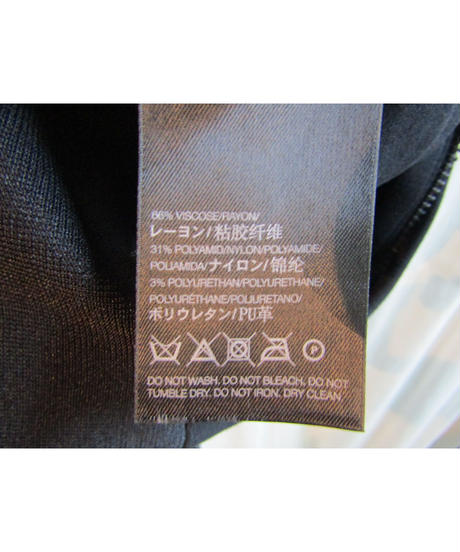 66% VISCOSE/RAYON/
レーヨン/粘胶纤维
31% POLYAMID/NYLON/POLYAMIDE/
POLIAMIDA/ナイロン/锦纶
3% POLYURETHAN/POLYURETHANE/
POLYURÉTHANE/POLIURETANO/
ポリウレタン/PU革
P
DO NOT WASH. DO NOT BLEACH. DO NOT
TUMBLE DRY. DO NOT IRON. DRY CLEAN